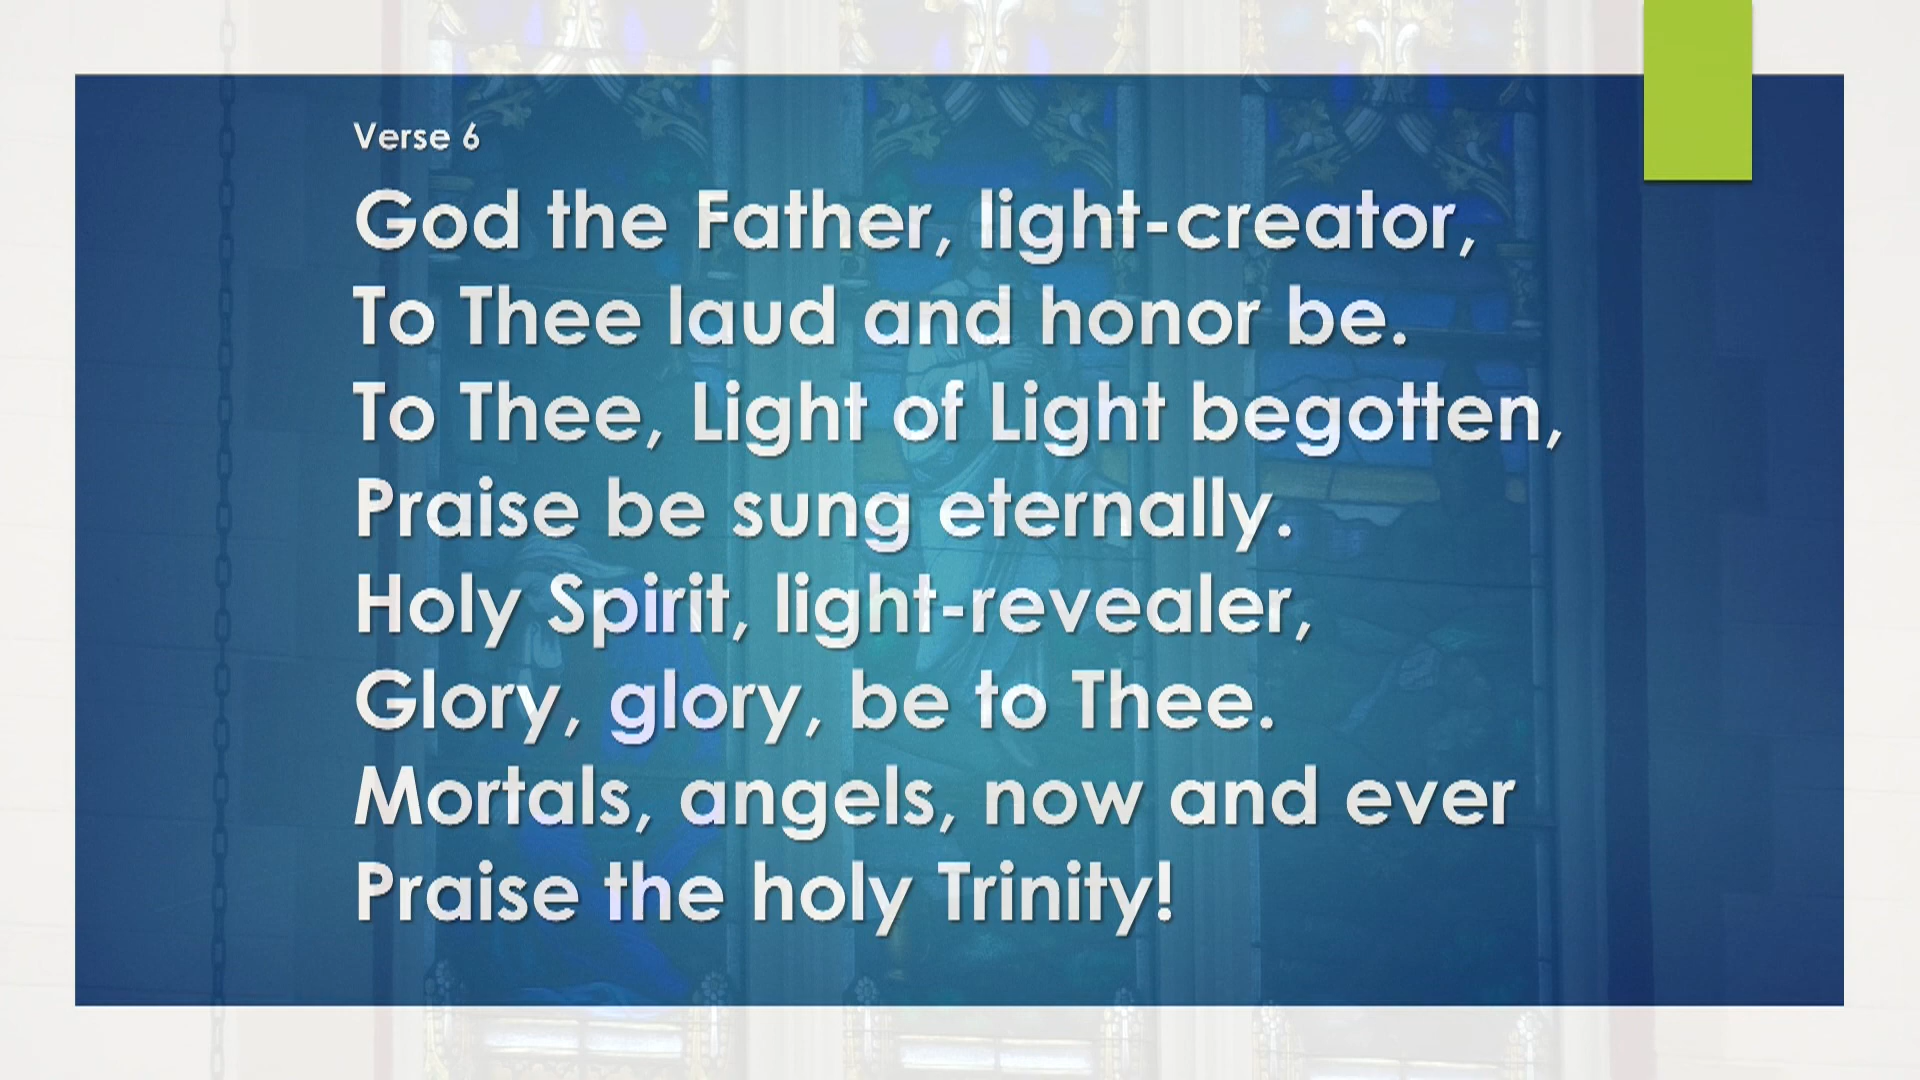 Verse 6
God the Father, light-creator,
To Thee laud and honor be.
To Thee, Light of Light begotten,
Praise be sung eternally.
Holy Spirit, light-revealer,
Glory, glory, be to Thee.
Mortals, angels, now and ever
Praise the holy Trinity!